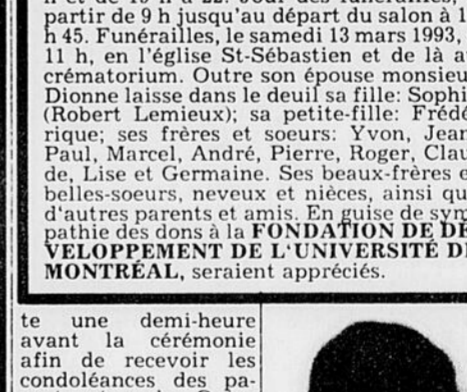 partir de 9 h jusqu'au départ du salon à 1
h 45. Funérailles, le samedi 13 mars 1993,
11 h, en l'église St-Sébastien et de là a
crématorium. Outre son épouse monsieu
Dionne laisse dans le deuil sa fille: Sophi
(Robert Lemieux); sa petite-fille: Frédé
rique; ses frères et soeurs: Yvon, Jean
Paul, Marcel, André, Pierre, Roger, Clau
de, Lise et Germaine. Ses beaux-frères e
belles-soeurs, neveux et nièces, ainsi qu
d'autres parents et amis. En guise de sym
pathie des dons à la FONDATION DE DÉ
VELOPPEMENT DE L'UNIVERSITÉ D
MONTRÉAL, seraient appréciés.
te une demi-heure
avant la cérémonie
afin de recevoir les
condoléances des pa-